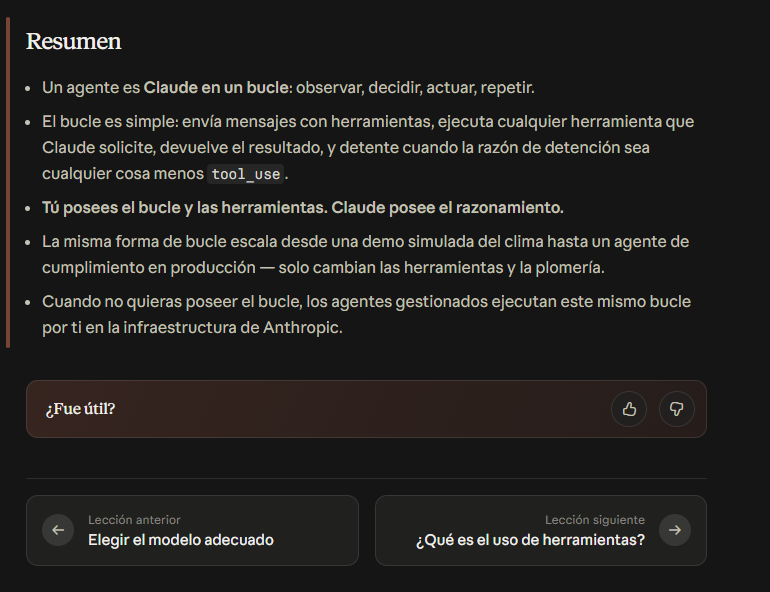 Resumen
Un agente es Claude en un bucle: observar, decidir, actuar, repetir.
El bucle es simple: envía mensajes con herramientas, ejecuta cualquier herramienta que
Claude solicite, devuelve el resultado, y detente cuando la razón de detención sea
cualquier cosa menos tool_use.
Tú posees el bucle y las herramientas. Claude posee el razonamiento.
La misma forma de bucle escala desde una demo simulada del clima hasta un agente de
cumplimiento en producción — solo cambian las herramientas y la plomería.
Cuando no quieras poseer el bucle, los agentes gestionados ejecutan este mismo bucle
por ti en la infraestructura de Anthropic.
¿Fue útil?
Lección anterior
Elegir el modelo adecuado
Lección siguiente
¿Qué es el uso de herramientas?